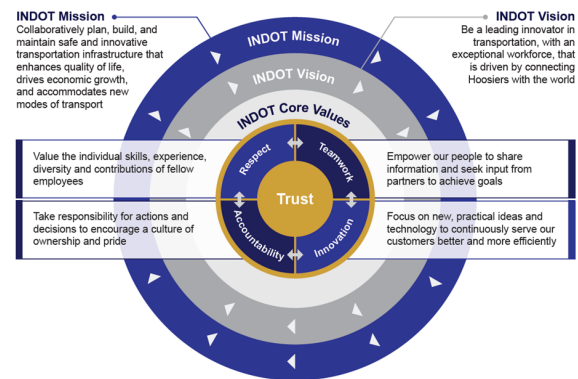 INDOT Mission
Collaboratively plan, build, and
maintain safe and innovative
transportation infrastructure that
enhances quality of life,
drives economic growth,
and accommodates new
modes of transport
INDOT Vision
Be a leading innovator in
transportation, with an
exceptional workforce, that
is driven by connecting
Hoosiers with the world
INDOT Mission
INDOT Vision
INDOT Core Values
Respect
Teamwork
Trust
Accountability
Innovation
Value the individual skills, experience,
diversity and contributions of fellow
employees
Empower our people to share
information and seek input from
partners to achieve goals
Take responsibility for actions and
decisions to encourage a culture of
ownership and pride
Focus on new, practical ideas and
technology to continuously serve our
customers better and more efficiently